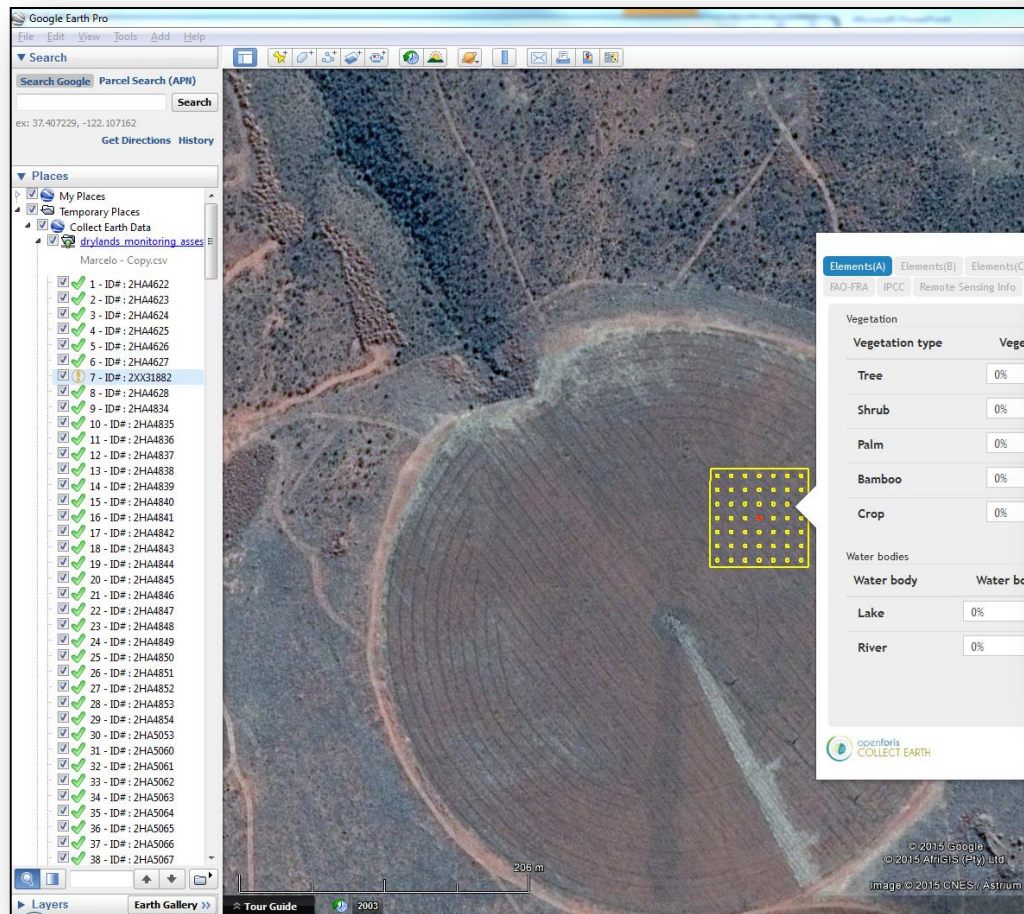 Google Earth Pro
File Edit View Tools Add Help
Search
Search Google Parcel Search (APN)
Search
ex: 37.407229, -122.107162
Get Directions History
Places
My Places
Temporary Places
Collect Earth Data
drylands_monitoring_asses
Marcelo - Copy.csv
1 - ID# : 2HA4622
2 - ID# : 2HA4623
3 - ID# : 2HA4624
4 - ID# : 2HA4625
5 - ID# : 2HA4626
6 - ID# : 2HA4627
7 - ID# : 2XX31882
8 - ID# : 2HA4628
9 - ID# : 2HA4834
10 - ID# : 2HA4835
11 - ID# : 2HA4836
12 - ID# : 2HA4837
13 - ID# : 2HA4838
14 - ID# : 2HA4839
15 - ID# : 2HA4840
16 - ID# : 2HA4841
17 - ID# : 2HA4842
18 - ID# : 2HA4843
19 - ID# : 2HA4844
20 - ID# : 2HA4845
21 - ID# : 2HA4846
22 - ID# : 2HA4847
23 - ID# : 2HA4848
24 - ID# : 2HA4849
25 - ID# : 2HA4850
26 - ID# : 2HA4851
27 - ID# : 2HA4852
28 - ID# : 2HA4853
29 - ID# : 2HA4854
30 - ID# : 2HA5053
31 - ID# : 2HA5060
32 - ID# : 2HA5061
33 - ID# : 2HA5062
34 - ID# : 2HA5063
35 - ID# : 2HA5064
36 - ID# : 2HA5065
37 - ID# : 2HA5066
38 - ID# : 2HA5067
Layers
Earth Gallery >>
Elements(A) Elements(B) Elements(C
FAO-FRA IPCC Remote Sensing Info
Vegetation
Vegetation type Vege
Tree 0%
Shrub 0%
Palm 0%
Bamboo 0%
Crop 0%
Water bodies
Water body Water bo
Lake 0%
River 0%
openforis
COLLECT EARTH
206 m
© 2015 Google
© 2015 AfriGIS (Pty) Ltd.
Image © 2015 CNES / Astrium
Tour Guide 2003